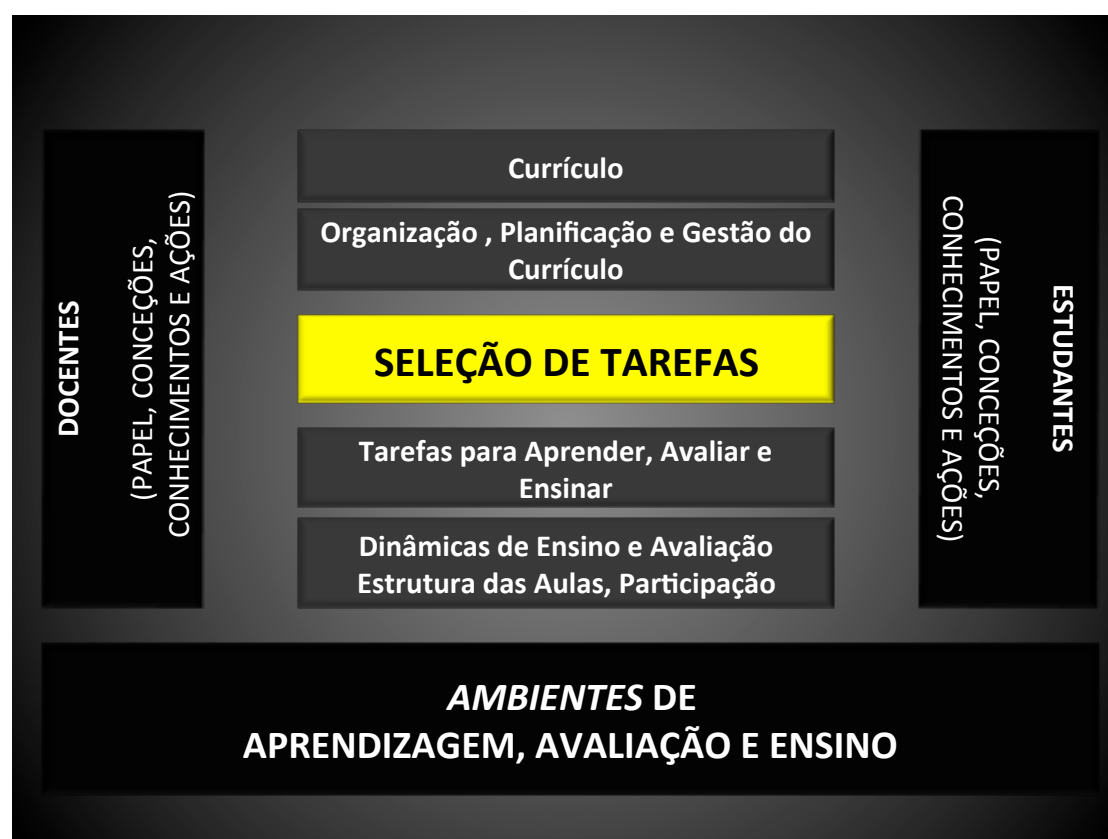 DOCENTES
(PAPEL, CONCEÇÕES,
CONHECIMENTOS E AÇÕES)
Currículo
Organização , Planificação e Gestão do
Currículo
SELEÇÃO DE TAREFAS
Tarefas para Aprender, Avaliar e
Ensinar
Dinâmicas de Ensino e Avaliação
Estrutura das Aulas, Participação
ESTUDANTES
(PAPEL, CONCEÇÕES,
CONHECIMENTOS E AÇÕES)
AMBIENTES DE
APRENDIZAGEM, AVALIAÇÃO E ENSINO